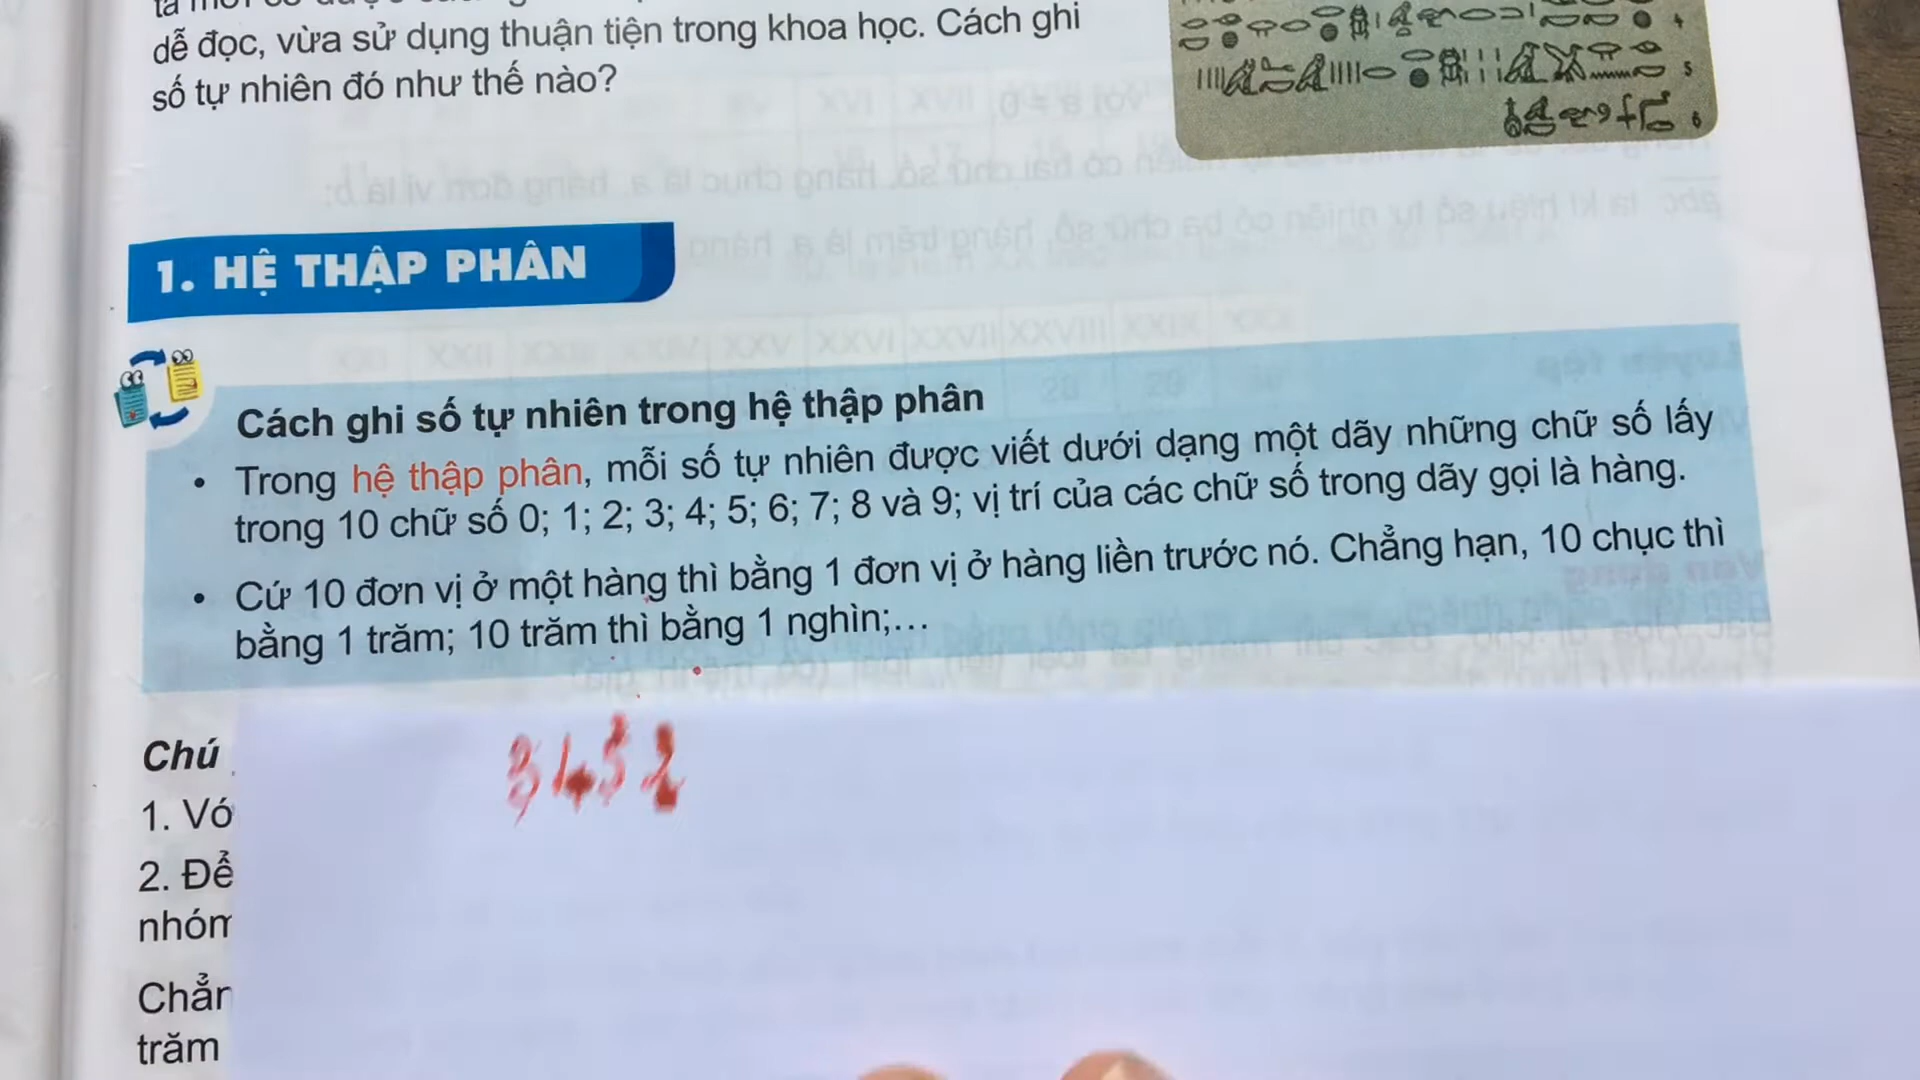 dễ đọc, vừa sử dụng thuận tiện trong khoa học. Cách ghi
số tự nhiên đó như thế nào?
1. HỆ THẬP PHÂN
Cách ghi số tự nhiên trong hệ thập phân
• Trong hệ thập phân, mỗi số tự nhiên được viết dưới dạng một dãy những chữ số lấy
trong 10 chữ số 0; 1; 2; 3; 4; 5; 6; 7; 8 và 9; vị trí của các chữ số trong dãy gọi là hàng.
• Cứ 10 đơn vị ở một hàng thì bằng 1 đơn vị ở hàng liền trước nó. Chẳng hạn, 10 chục thì
bằng 1 trăm; 10 trăm thì bằng 1 nghìn;...
3452
Chú
1. Vớ
2. Để
nhóm
Chẳn
trăm